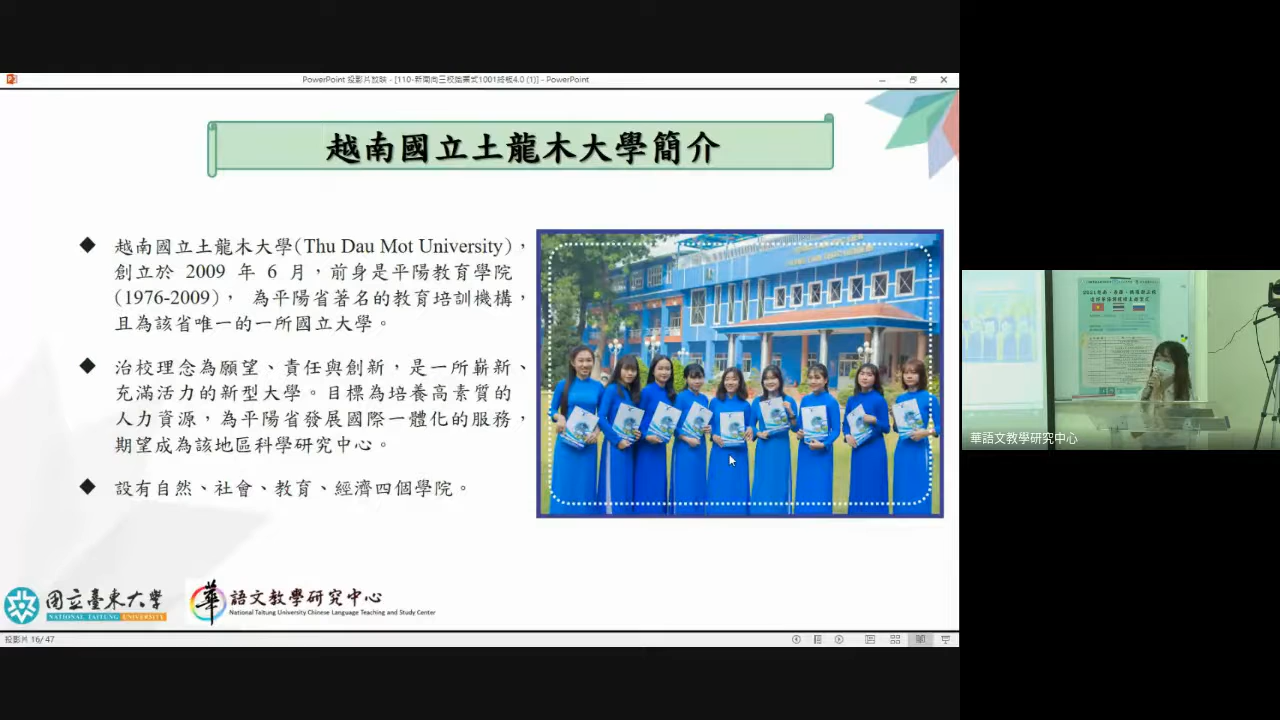 PowerPoint 投影片放映 - [110-新南向三校始業式1001終板4.0 (1)] - PowerPoint
越南國立土龍木大學簡介
◆ 越南國立土龍木大學(Thu Dau Mot University)，
創立於 2009 年 6 月，前身是平陽教育學院
(1976-2009)， 為平陽省著名的教育培訓機構，
且為該省唯一的一所國立大學。
◆ 治校理念為願望、責任與創新，是一所嶄新、
充滿活力的新型大學。目標為培養高素質的
人力資源，為平陽省發展國際一體化的服務，
期望成為該地區科學研究中心。
◆ 設有自然、社會、教育、經濟四個學院。
國立臺東大學
NATIONAL TAITUNG UNIVERSITY
華語文教學研究中心
National Taitung University Chinese Language Teaching and Study Center
投影片 16/ 47
華語文教學研究中心